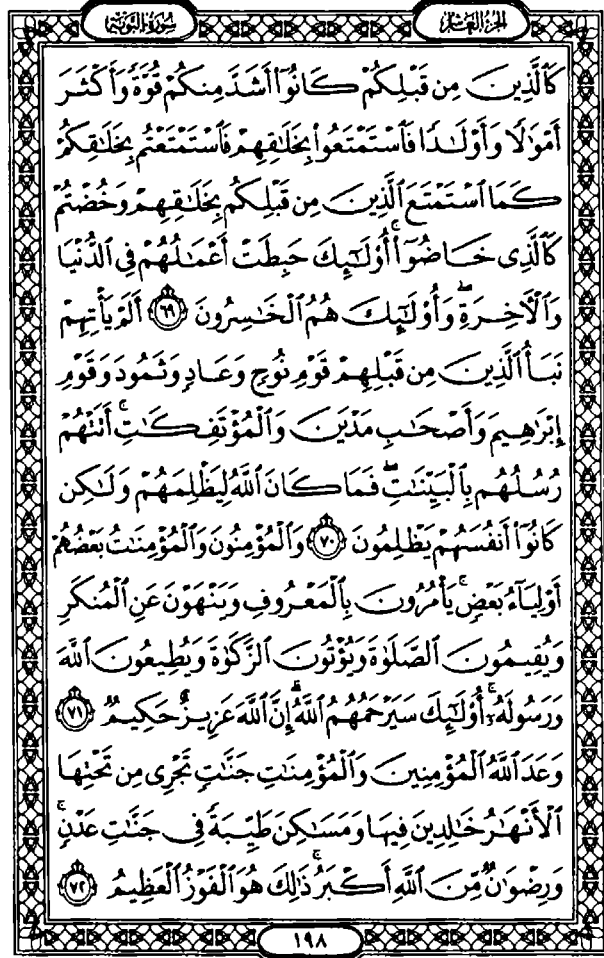 الجزء العاشر
سورة التوبة
كَٱلَّذِينَ مِن قَبْلِكُمْ كَانُوٓا۟ أَشَدَّ مِنكُمْ قُوَّةً وَأَكْثَرَ
أَمْوَٰلًا وَأَوْلَٰدًا فَٱسْتَمْتَعُوا۟ بِخَلَٰقِهِمْ فَٱسْتَمْتَعْتُم بِخَلَٰقِكُمْ
كَمَا ٱسْتَمْتَعَ ٱلَّذِينَ مِن قَبْلِكُم بِخَلَٰقِهِمْ وَخُضْتُمْ
كَٱلَّذِى خَاضُوٓا۟ ۚ أُو۟لَٰٓئِكَ حَبِطَتْ أَعْمَٰلُهُمْ فِى ٱلدُّنْيَا
وَٱلْءَاخِرَةِ ۖ وَأُو۟لَٰٓئِكَ هُمُ ٱلْخَٰسِرُونَ ٦٩ أَلَمْ يَأْتِهِمْ
نَبَأُ ٱلَّذِينَ مِن قَبْلِهِمْ قَوْمِ نُوحٍ وَعَادٍ وَثَمُودَ وَقَوْمِ
إِبْرَٰهِيمَ وَأَصْحَٰبِ مَدْيَنَ وَٱلْمُؤْتَفِكَٰتِ ۚ أَتَتْهُمْ
رُسُلُهُم بِٱلْبَيِّنَٰتِ ۖ فَمَا كَانَ ٱللَّهُ لِيَظْلِمَهُمْ وَلَٰكِن
كَانُوٓا۟ أَنفُسَهُمْ يَظْلِمُونَ ٧٠ وَٱلْمُؤْمِنُونَ وَٱلْمُؤْمِنَٰتُ بَعْضُهُمْ
أَوْلِيَآءُ بَعْضٍ ۚ يَأْمُرُونَ بِٱلْمَعْرُوفِ وَيَنْهَوْنَ عَنِ ٱلْمُنكَرِ
وَيُقِيمُونَ ٱلصَّلَوٰةَ وَيُؤْتُونَ ٱلزَّكَوٰةَ وَيُطِيعُونَ ٱللَّهَ
وَرَسُولَهُۥٓ ۚ أُو۟لَٰٓئِكَ سَيَرْحَمُهُمُ ٱللَّهُ ۗ إِنَّ ٱللَّهَ عَزِيزٌ حَكِيمٌ ٧١
وَعَدَ ٱللَّهُ ٱلْمُؤْمِنِينَ وَٱلْمُؤْمِنَٰتِ جَنَّٰتٍ تَجْرِى مِن تَحْتِهَا
ٱلْأَنْهَٰرُ خَٰلِدِينَ فِيهَا وَمَسَٰكِنَ طَيِّبَةً فِى جَنَّٰتِ عَدْنٍ ۚ
وَرِضْوَٰنٌ مِّنَ ٱللَّهِ أَكْبَرُ ۚ ذَٰلِكَ هُوَ ٱلْفَوْزُ ٱلْعَظِيمُ ٧٢
١٩٨